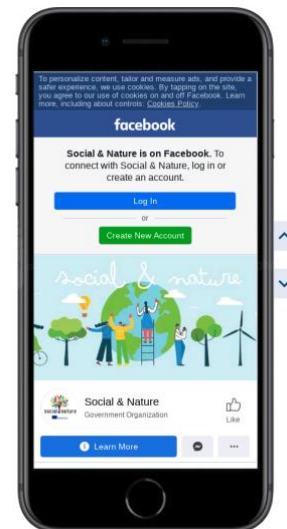 To personalize content, tailor and measure ads, and provide a
safer experience, we use cookies. By tapping on the site,
you agree to our use of cookies on and off Facebook. Learn
more, including about controls: Cookies Policy.
facebook
Social & Nature is on Facebook. To
connect with Social & Nature, log in or
create an account.
Log In
or
Create New Account
social & nature
social&nature
Social & Nature
Government Organization
Like
Learn More